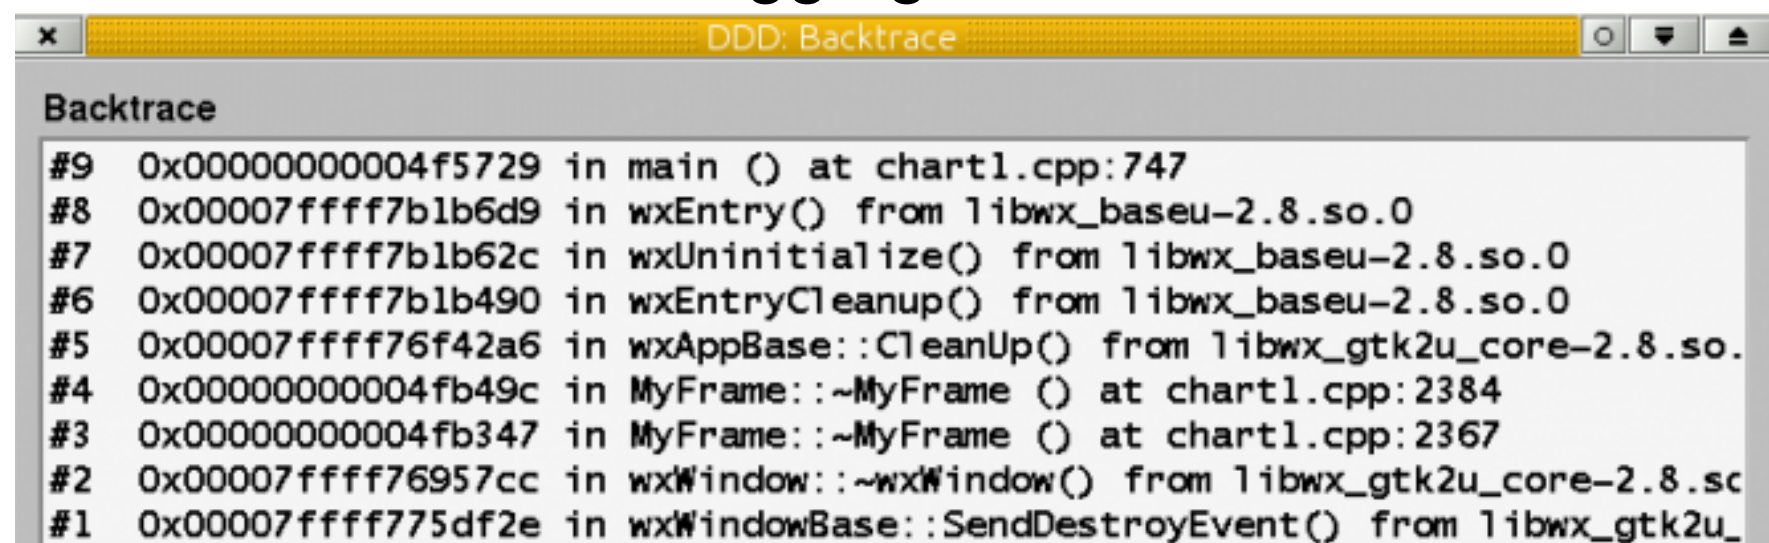 DDD: Backtrace
Backtrace
#9 0x00000000004f5729 in main () at chart1.cpp:747
#8 0x00007ffff7b1b6d9 in wxEntry() from libwx_baseu-2.8.so.0
#7 0x00007ffff7b1b62c in wxUninitialize() from libwx_baseu-2.8.so.0
#6 0x00007ffff7b1b490 in wxEntryCleanup() from libwx_baseu-2.8.so.0
#5 0x00007ffff76f42a6 in wxAppBase::CleanUp() from libwx_gtk2u_core-2.8.so.
#4 0x00000000004fb49c in MyFrame::~MyFrame () at chart1.cpp:2384
#3 0x00000000004fb347 in MyFrame::~MyFrame () at chart1.cpp:2367
#2 0x00007ffff76957cc in wxWindow::~wxWindow() from libwx_gtk2u_core-2.8.so
#1 0x00007ffff775df2e in wxWindowBase::SendDestroyEvent() from libwx_gtk2u_